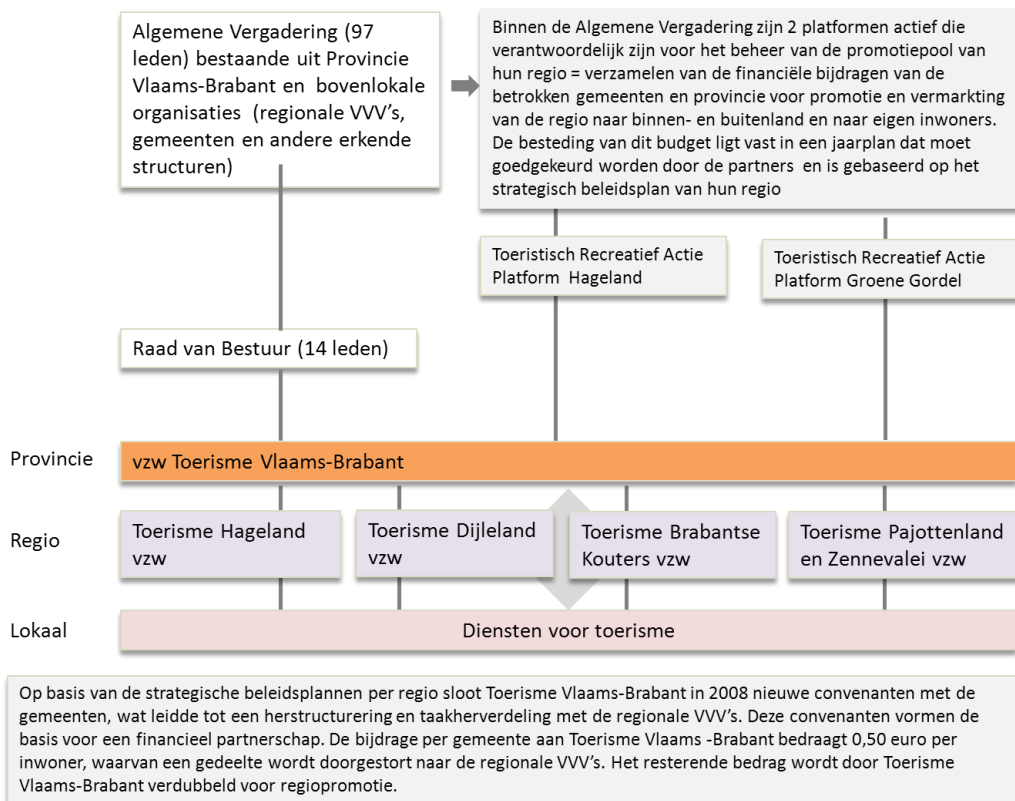 Algemene Vergadering (97
leden) bestaande uit Provincie
Vlaams-Brabant en bovenlokale
organisaties (regionale VVV's,
gemeenten en andere erkende
structuren)
Binnen de Algemene Vergadering zijn 2 platformen actief die
verantwoordelijk zijn voor het beheer van de promotiepool van
hun regio = verzamelen van de financiële bijdragen van de
betrokken gemeenten en provincie voor promotie en vermarkting
van de regio naar binnen- en buitenland en naar eigen inwoners.
De besteding van dit budget ligt vast in een jaarplan dat moet
goedgekeurd worden door de partners en is gebaseerd op het
strategisch beleidsplan van hun regio
Toeristisch Recreatief Actie
Platform Hageland
Toeristisch Recreatief Actie
Platform Groene Gordel
Raad van Bestuur (14 leden)
Provincie
vzw Toerisme Vlaams-Brabant
Regio
Toerisme Hageland
vzw
Toerisme Dijleland
vzw
Toerisme Brabantse
Kouters vzw
Toerisme Pajottenland
en Zennevalei vzw
Lokaal
Diensten voor toerisme
Op basis van de strategische beleidsplannen per regio sloot Toerisme Vlaams-Brabant in 2008 nieuwe convenanten met de
gemeenten, wat leidde tot een herstructurering en taakherverdeling met de regionale VVV's. Deze convenanten vormen de
basis voor een financieel partnerschap. De bijdrage per gemeente aan Toerisme Vlaams -Brabant bedraagt 0,50 euro per
inwoner, waarvan een gedeelte wordt doorgestort naar de regionale VVV's. Het resterende bedrag wordt door Toerisme
Vlaams-Brabant verdubbeld voor regiopromotie.